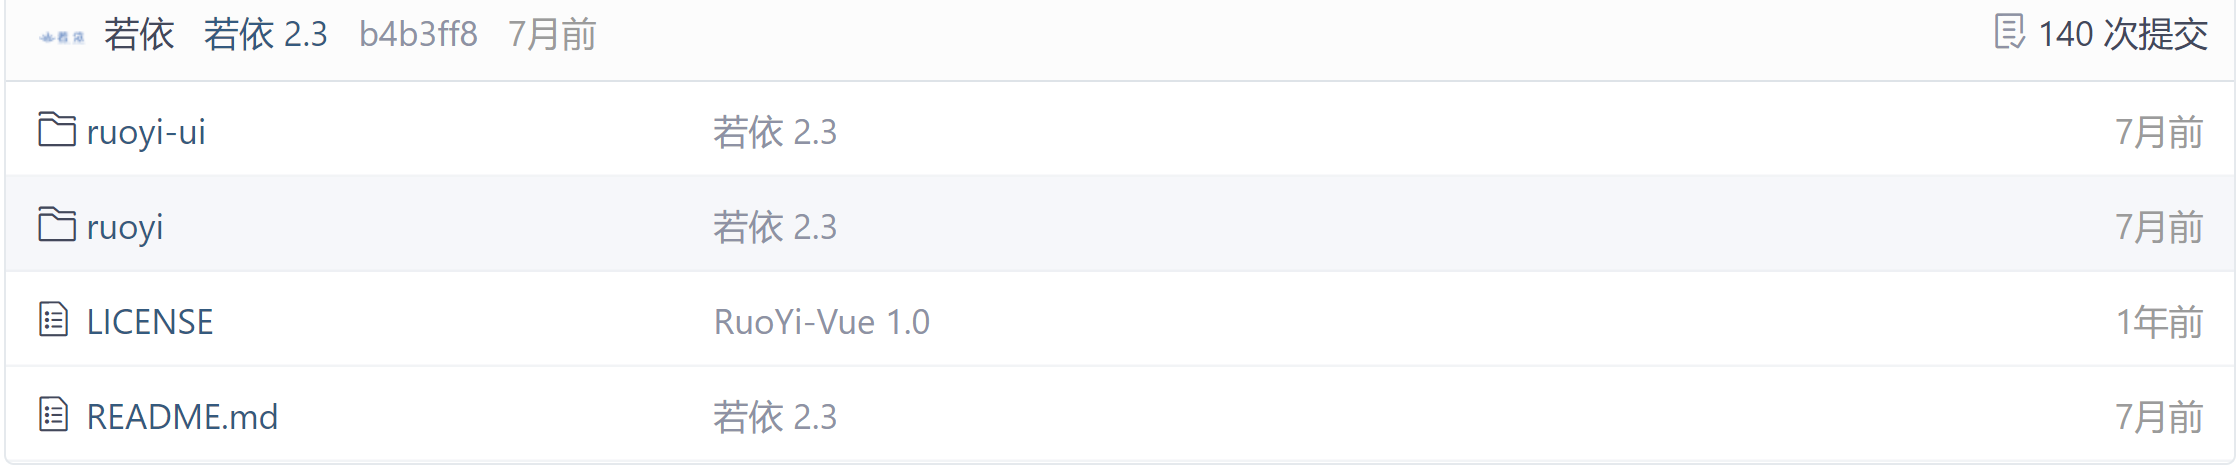 若依 若依 2.3 b4b3ff8 7月前 140 次提交
ruoyi-ui 若依 2.3 7月前
ruoyi 若依 2.3 7月前
LICENSE RuoYi-Vue 1.0 1年前
README.md 若依 2.3 7月前